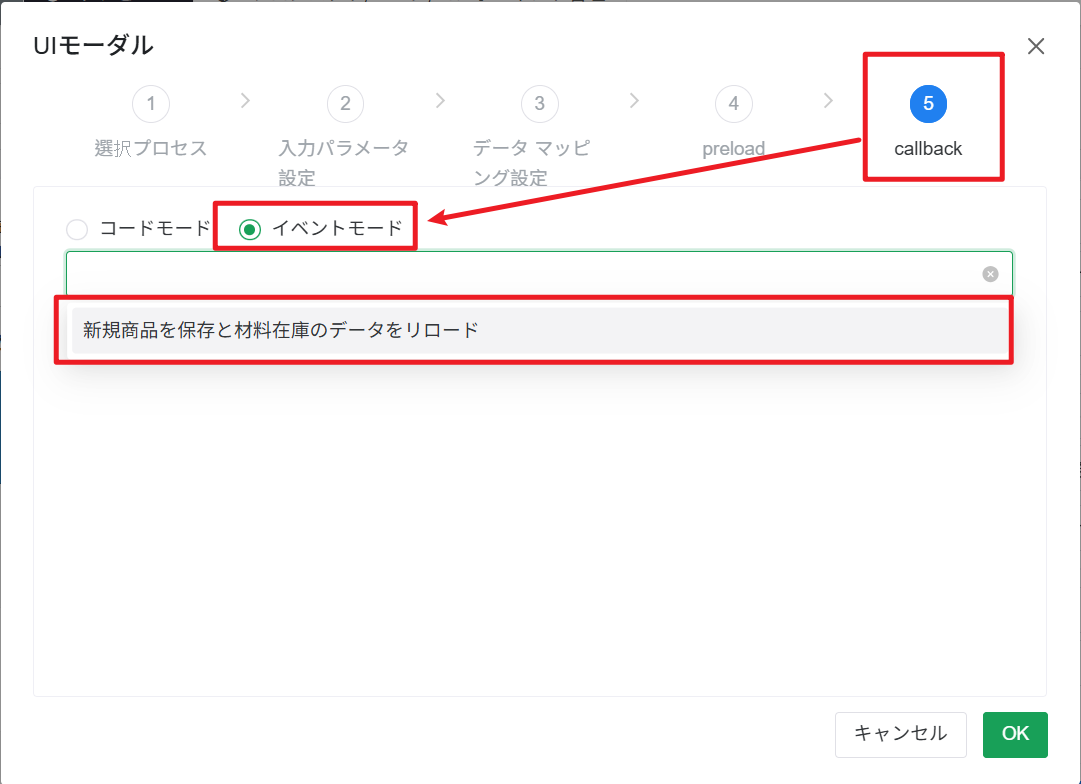 UIモーダル
1
2
3
4
5
選択プロセス
入力パラメータ
設定
データ マッピ
ング設定
preload
callback
コードモード
イベントモード
新規商品を保存と材料在庫のデータをリロード
キャンセル
OK